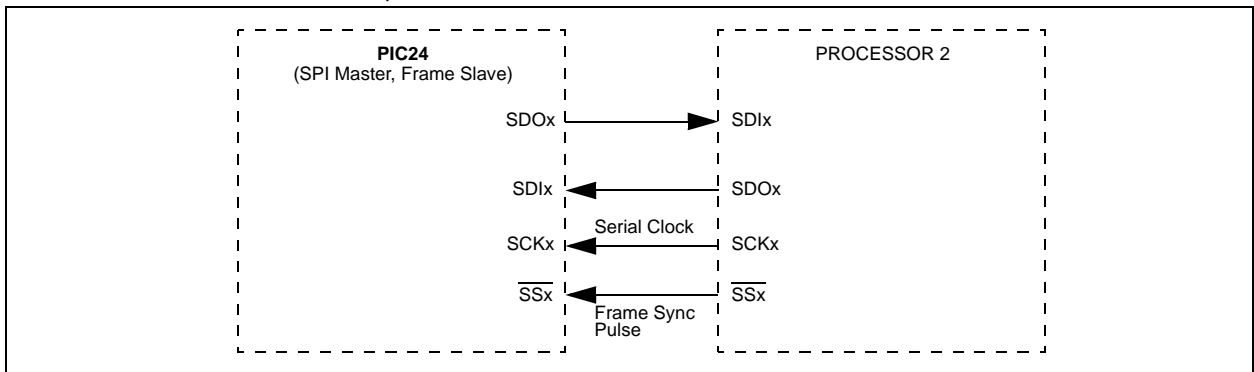 PIC24
(SPI Master, Frame Slave)
PROCESSOR 2
SDOx
SDIx
SDIx
SDOx
Serial Clock
SCKx
SCKx
SSx
SSx
Frame Sync
Pulse